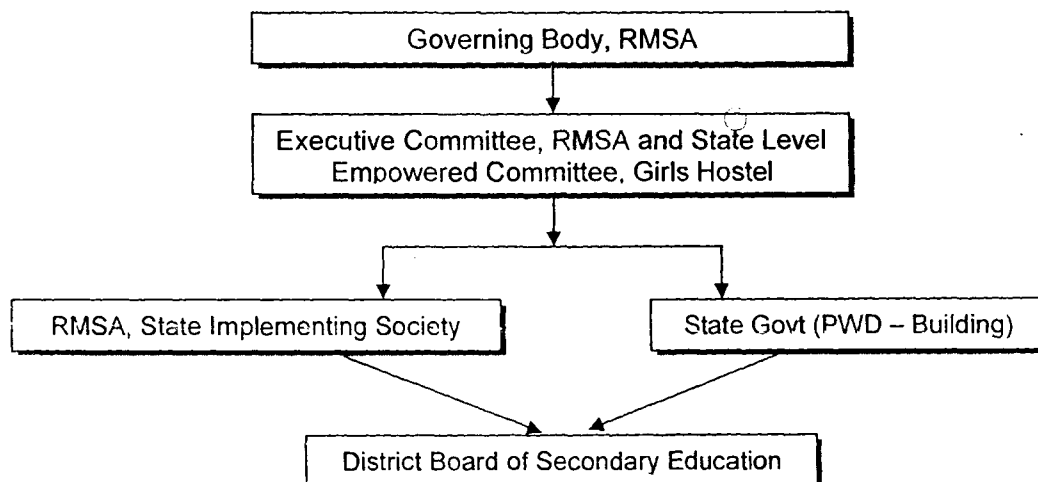 Governing Body, RMSA
Executive Committee, RMSA and State Level
Empowered Committee, Girls Hostel
RMSA, State Implementing Society
State Govt (PWD – Building)
District Board of Secondary Education